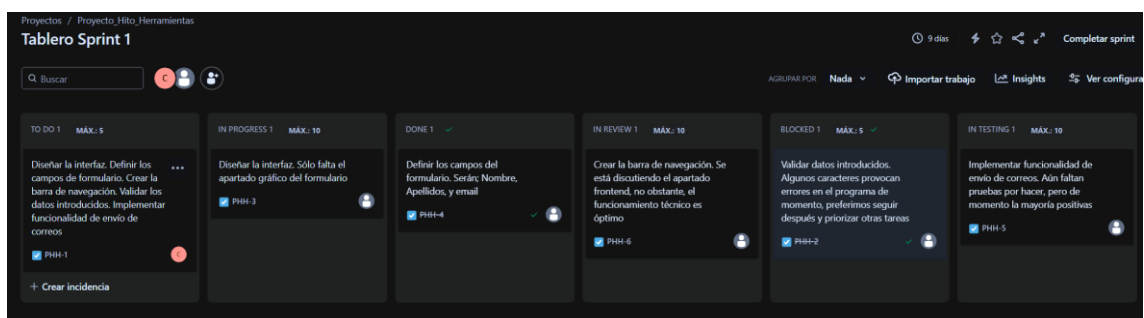 Proyectos / Proyecto_Hito_Herramientas
Tablero Sprint 1
9 días
Completar sprint
Buscar
C
AGRUPAR POR Nada
Importar trabajo
Insights
Ver configura
TO DO 1 MÁX.: 5
Diseñar la interfaz. Definir los
campos de formulario. Crear la
barra de navegación. Validar los
datos introducidos. Implementar
funcionalidad de envío de
correos
PHH-1
C
+ Crear incidencia
IN PROGRESS 1 MÁX.: 10
Diseñar la interfaz. Sólo falta el
apartado gráfico del formulario
PHH-3
DONE 1
Definir los campos del
formulario. Serán; Nombre,
Apellidos, y email
PHH-4
IN REVIEW 1 MÁX.: 10
Crear la barra de navegación. Se
está discutiendo el apartado
frontend, no obstante, el
funcionamiento técnico es
óptimo
PHH-6
BLOCKED 1 MÁX.: 5
Validar datos introducidos.
Algunos caracteres provocan
errores en el programa de
momento, preferimos seguir
después y priorizar otras tareas
PHH-2
IN TESTING 1 MÁX.: 10
Implementar funcionalidad de
envío de correos. Aún faltan
pruebas por hacer, pero de
momento la mayoría positivas
PHH-5